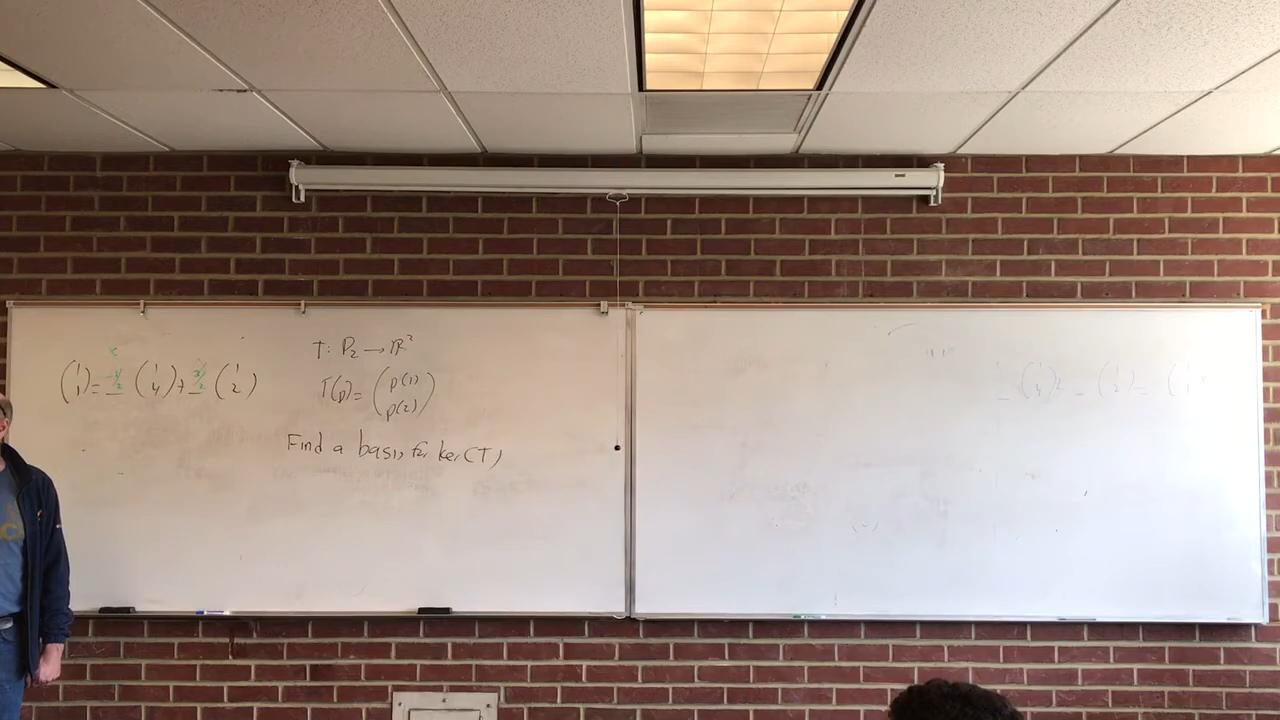 (1 1) = -1/2 (1 4) + 3/2 (1 2)
T: P₂ → ℝ²
T(p) = (p(1) p(2))
Find a basis for ker(T)